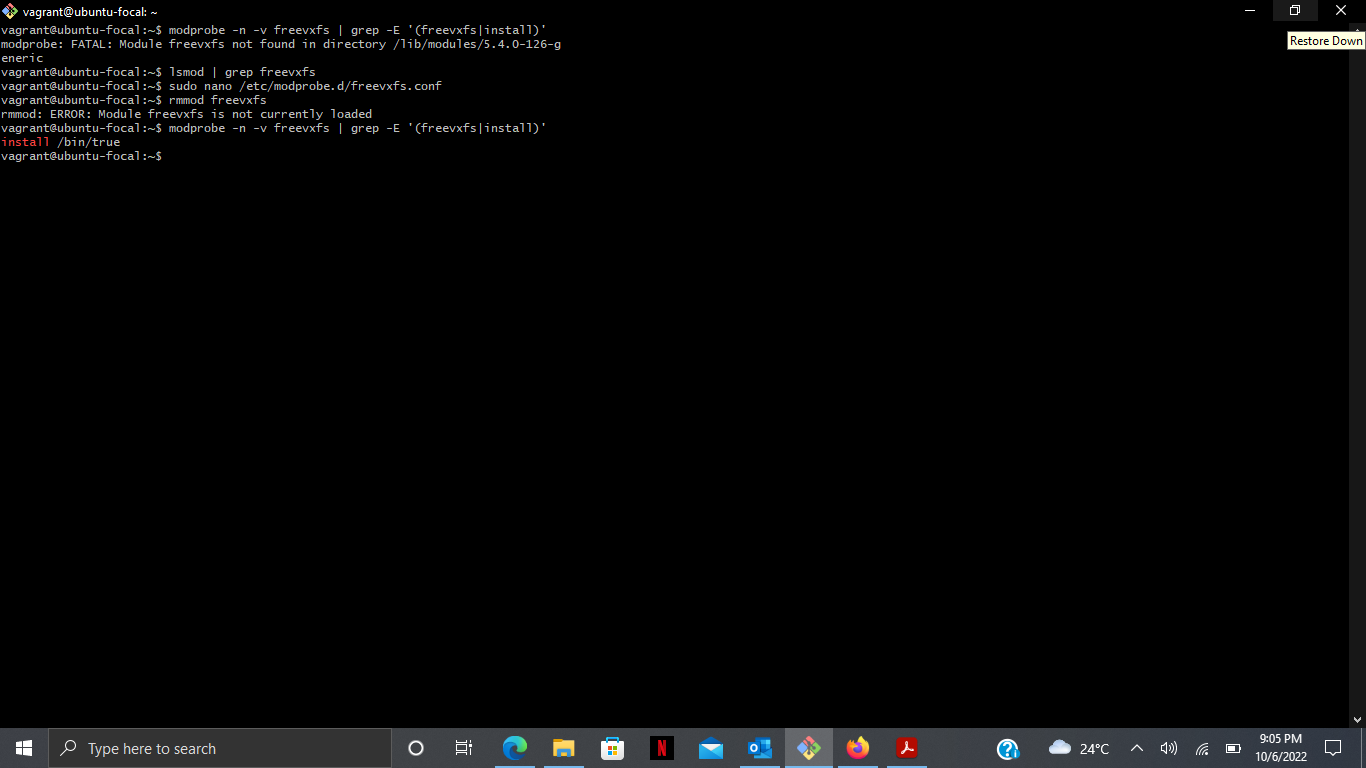 vagrant@ubuntu-focal: ~
vagrant@ubuntu-focal:~$ modprobe -n -v freevxfs | grep -E '(freevxfs|install)'
modprobe: FATAL: Module freevxfs not found in directory /lib/modules/5.4.0-126-g
eneric
vagrant@ubuntu-focal:~$ lsmod | grep freevxfs
vagrant@ubuntu-focal:~$ sudo nano /etc/modprobe.d/freevxfs.conf
vagrant@ubuntu-focal:~$ rmmod freevxfs
rmmod: ERROR: Module freevxfs is not currently loaded
vagrant@ubuntu-focal:~$ modprobe -n -v freevxfs | grep -E '(freevxfs|install)'
install /bin/true
vagrant@ubuntu-focal:~$
Restore Down
Type here to search
24°C
9:05 PM
10/6/2022